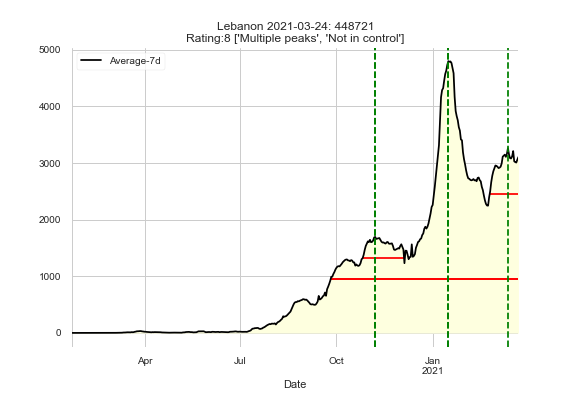 Lebanon 2021-03-24: 448721
Rating:8 ['Multiple peaks', 'Not in control']
Average-7d
5000
4000
3000
2000
1000
0
Apr
Jul
Oct
Jan
2021
Date